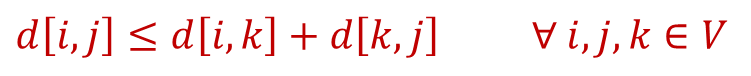 d[i,j] ≤ d[i,k] + d[k,j] ∀ i,j,k ∈ V